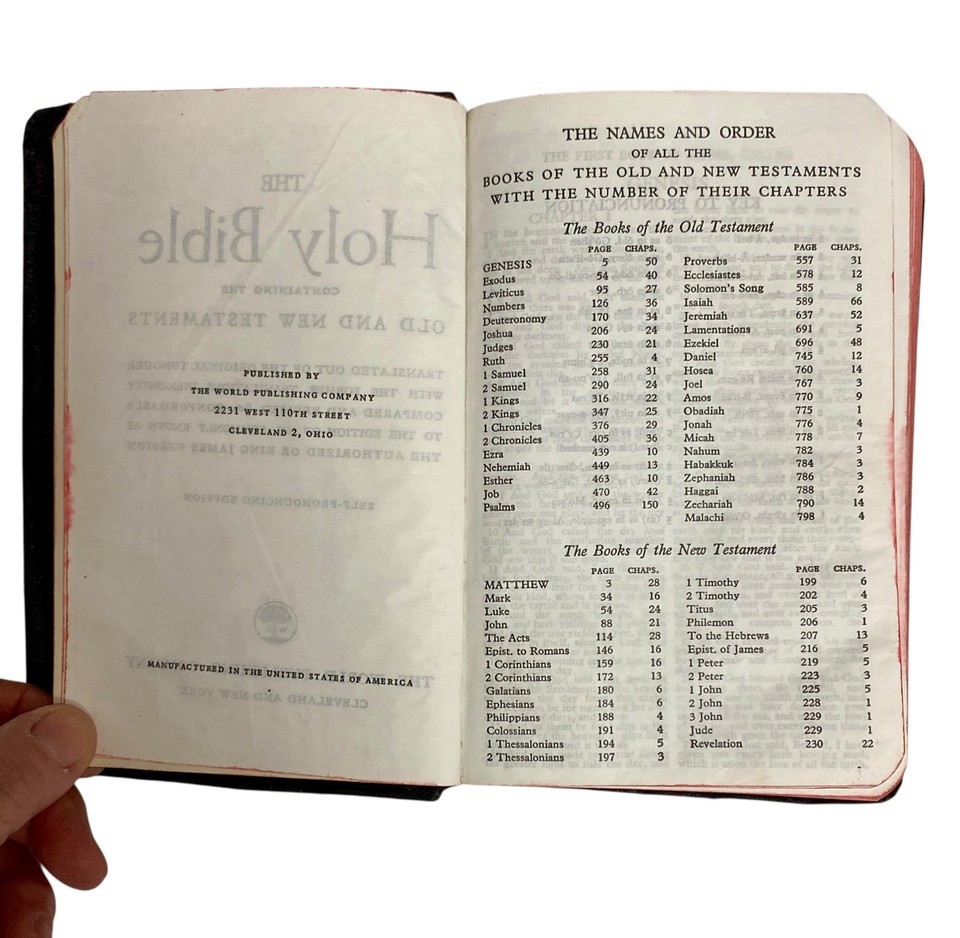 PUBLISHED BY
THE WORLD PUBLISHING COMPANY
2231 WEST 110TH STREET
CLEVELAND 2, OHIO
MANUFACTURED IN THE UNITED STATES OF AMERICA
THE NAMES AND ORDER
OF ALL THE
BOOKS OF THE OLD AND NEW TESTAMENTS
WITH THE NUMBER OF THEIR CHAPTERS
The Books of the Old Testament
PAGE CHAPS.
GENESIS 5 50
Exodus 54 40
Leviticus 95 27
Numbers 126 36
Deuteronomy 170 34
Joshua 206 24
Judges 230 21
Ruth 255 4
1 Samuel 258 31
2 Samuel 290 24
1 Kings 316 22
2 Kings 347 25
1 Chronicles 376 29
2 Chronicles 405 36
Ezra 439 10
Nehemiah 449 13
Esther 463 10
Job 470 42
Psalms 496 150
PAGE CHAPS.
Proverbs 557 31
Ecclesiastes 578 12
Solomon's Song 585 8
Isaiah 589 66
Jeremiah 637 52
Lamentations 691 5
Ezekiel 696 48
Daniel 745 12
Hosea 760 14
Joel 767 3
Amos 770 9
Obadiah 775 1
Jonah 776 4
Micah 778 7
Nahum 782 3
Habakkuk 784 3
Zephaniah 786 3
Haggai 788 2
Zechariah 790 14
Malachi 798 4
The Books of the New Testament
PAGE CHAPS.
MATTHEW 3 28
Mark 34 16
Luke 54 24
John 88 21
The Acts 114 28
Epist. to Romans 146 16
1 Corinthians 159 16
2 Corinthians 172 13
Galatians 180 6
Ephesians 184 6
Philippians 188 4
Colossians 191 4
1 Thessalonians 194 5
2 Thessalonians 197 3
PAGE CHAPS.
1 Timothy 199 6
2 Timothy 202 4
Titus 205 3
Philemon 206 1
To the Hebrews 207 13
Epist. of James 216 5
1 Peter 219 5
2 Peter 223 3
1 John 225 5
2 John 228 1
3 John 229 1
Jude 229 1
Revelation 230 22